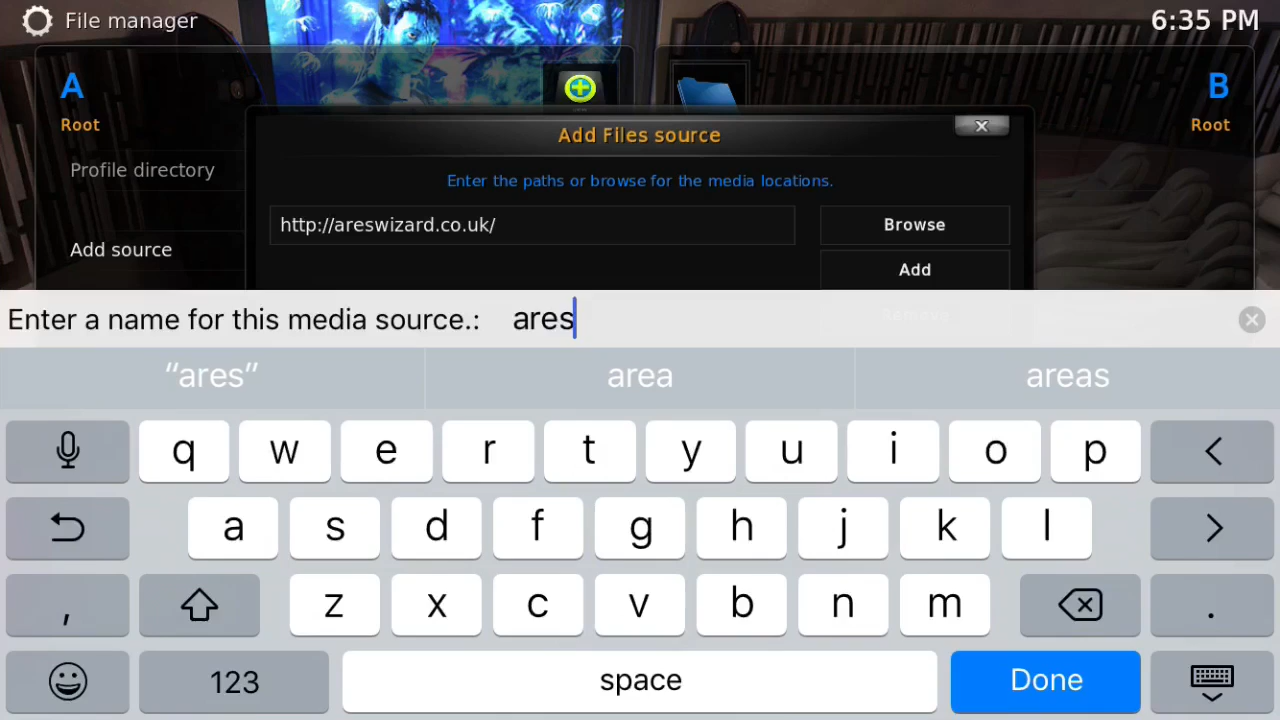 File manager
6:35 PM
A
B
Root
Root
Add Files source
X
Profile directory
Enter the paths or browse for the media locations.
http://areswizard.co.uk/
Browse
Add source
Add
Enter a name for this media source.: ares
Remove
“ares” area areas
q w e r t y u i o p <
a s d f g h j k l >
, z x c v b n m .
123 space Done